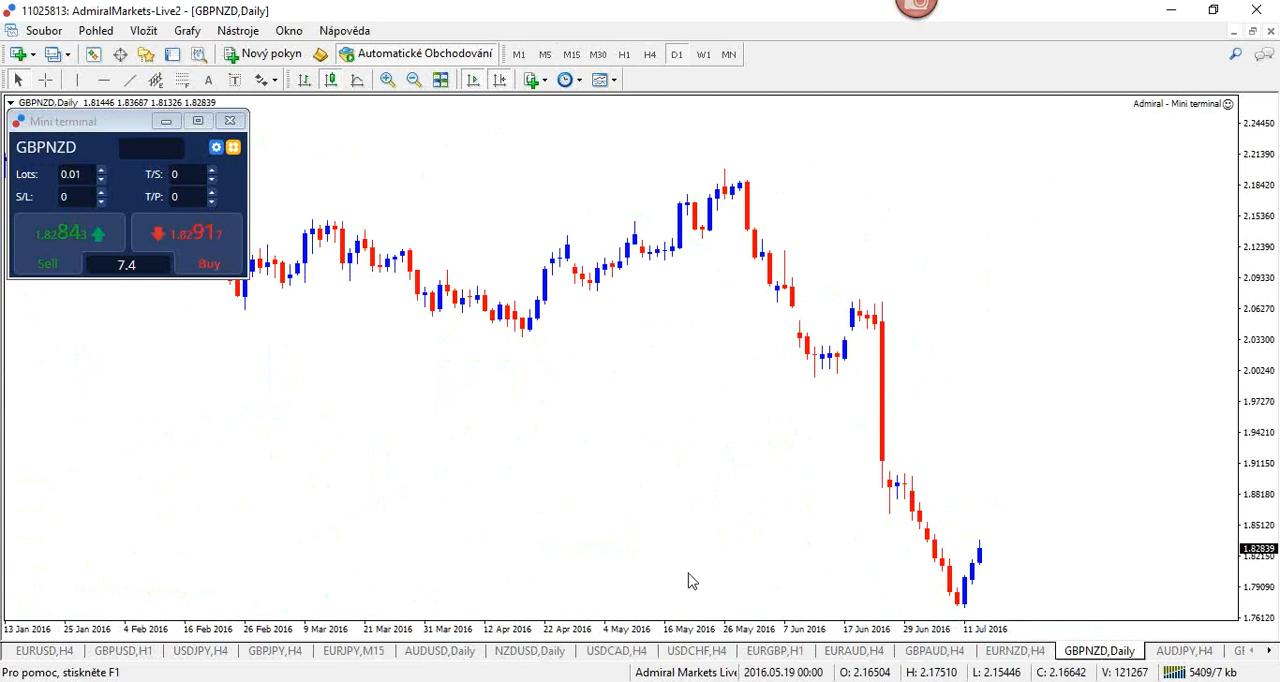 11025813: AdmiralMarkets-Live2 - [GBPNZD,Daily]
Soubor Pohled Vložit Grafy Nástroje Okno Nápověda
Nový pokyn Automatické Obchodování M1 M5 M15 M30 H1 H4 D1 W1 MN
A T
GBPNZD,Daily 1.81446 1.83687 1.81326 1.82839
Admiral - Mini terminal
Mini terminal
GBPNZD
Lots: 0.01 T/S: 0
S/L: 0 T/P: 0
1.82843 1.82917
Sell 7.4 Buy
2.24450
2.21390
2.18420
2.15360
2.12390
2.09330
2.06270
2.03300
2.00240
1.97270
1.94210
1.91150
1.88180
1.85120
1.82839
1.82150
1.79090
1.76120
13 Jan 2016 25 Jan 2016 4 Feb 2016 16 Feb 2016 26 Feb 2016 9 Mar 2016 21 Mar 2016 31 Mar 2016 12 Apr 2016 22 Apr 2016 4 May 2016 16 May 2016 26 May 2016 7 Jun 2016 17 Jun 2016 29 Jun 2016 11 Jul 2016
EURUSD,H4 GBPUSD,H1 USDJPY,H4 GBPJPY,H4 EURJPY,M15 AUDUSD,Daily NZDUSD,Daily USDCAD,H4 USDCHF,H4 EURGBP,H1 EURAUD,H4 GBPAUD,H4 EURNZD,H4 GBPNZD,Daily AUDJPY,H4
Pro pomoc, stiskněte F1 Admiral Markets Live 2016.05.19 00:00 O: 2.16504 H: 2.17510 L: 2.15446 C: 2.16642 V: 121267 5409/7 kb